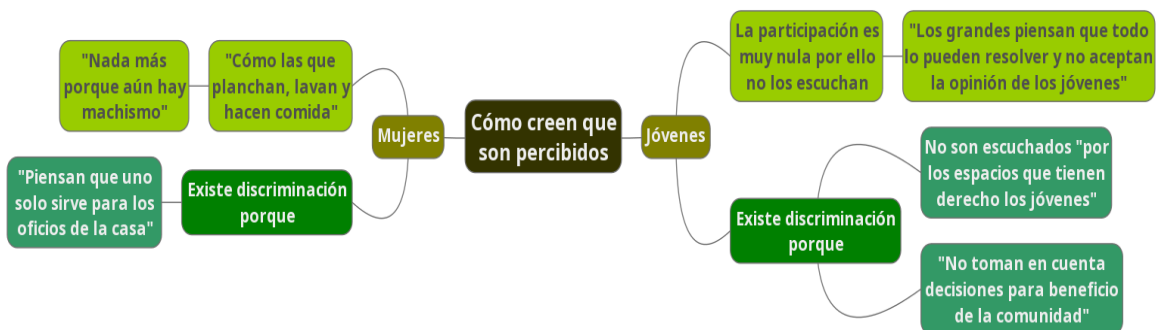 Cómo creen que
son percibidos
Mujeres
"Cómo las que
planchan, lavan y
hacen comida"
"Nada más
porque aún hay
machismo"
Existe discriminación
porque
"Piensan que uno
solo sirve para los
oficios de la casa"
Jóvenes
La participación es
muy nula por ello
no los escuchan
"Los grandes piensan que todo
lo pueden resolver y no aceptan
la opinión de los jóvenes"
Existe discriminación
porque
No son escuchados "por
los espacios que tienen
derecho los jóvenes"
"No toman en cuenta
decisiones para beneficio
de la comunidad"